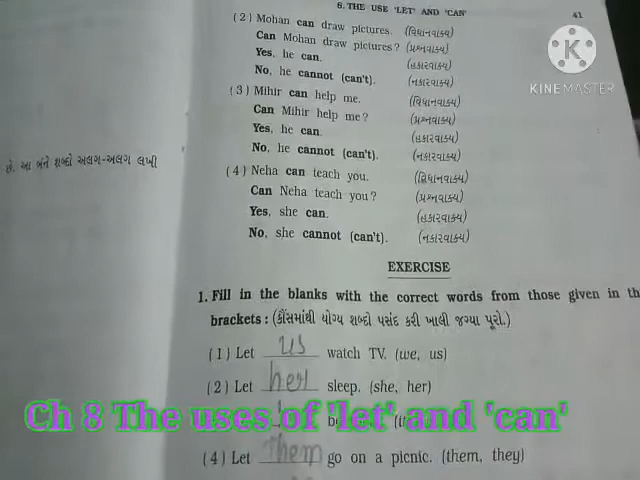 8. THE USE 'LET' AND 'CAN' 41
(2) Mohan can draw pictures. (વિધાનવાક્ય)
Can Mohan draw pictures? (પ્રશ્નવાક્ય)
Yes, he can. (હકારવાક્ય)
No, he cannot (can't). (નકારવાક્ય)
KINEMASTER
(3) Mihir can help me. (વિધાનવાક્ય)
Can Mihir help me? (પ્રશ્નવાક્ય)
Yes, he can. (હકારવાક્ય)
No, he cannot (can't). (નકારવાક્ય)
છે. આ બંને શબ્દો અલગ-અલગ લખી
(4) Neha can teach you. (વિધાનવાક્ય)
Can Neha teach you? (પ્રશ્નવાક્ય)
Yes, she can. (હકારવાક્ય)
No, she cannot (can't). (નકારવાક્ય)
EXERCISE
1. Fill in the blanks with the correct words from those given in th
brackets : (કૌંસમાંથી યોગ્ય શબ્દો પસંદ કરી ખાલી જગ્યા પૂરો.)
(1) Let us watch TV. (we, us)
(2) Let her sleep. (she, her)
Ch 8 The uses of 'let' and 'can'
(4) Let Them go on a picnic. (them, they)